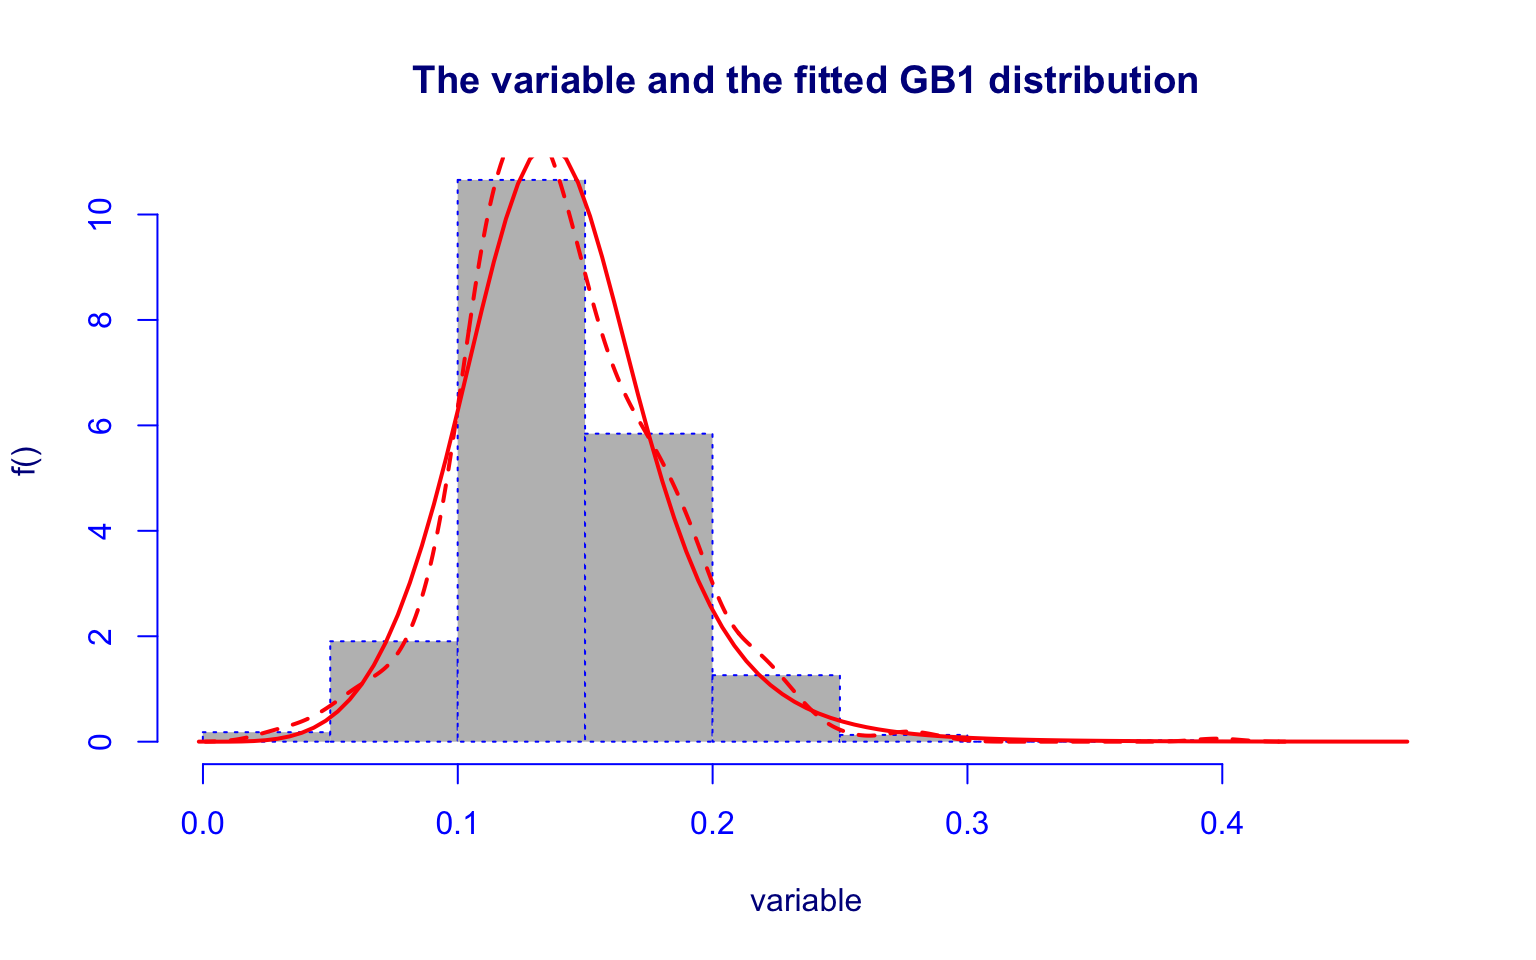 The variable and the fitted GB1 distribution
f()
10
8
6
4
2
0
0.0 0.1 0.2 0.3 0.4
variable